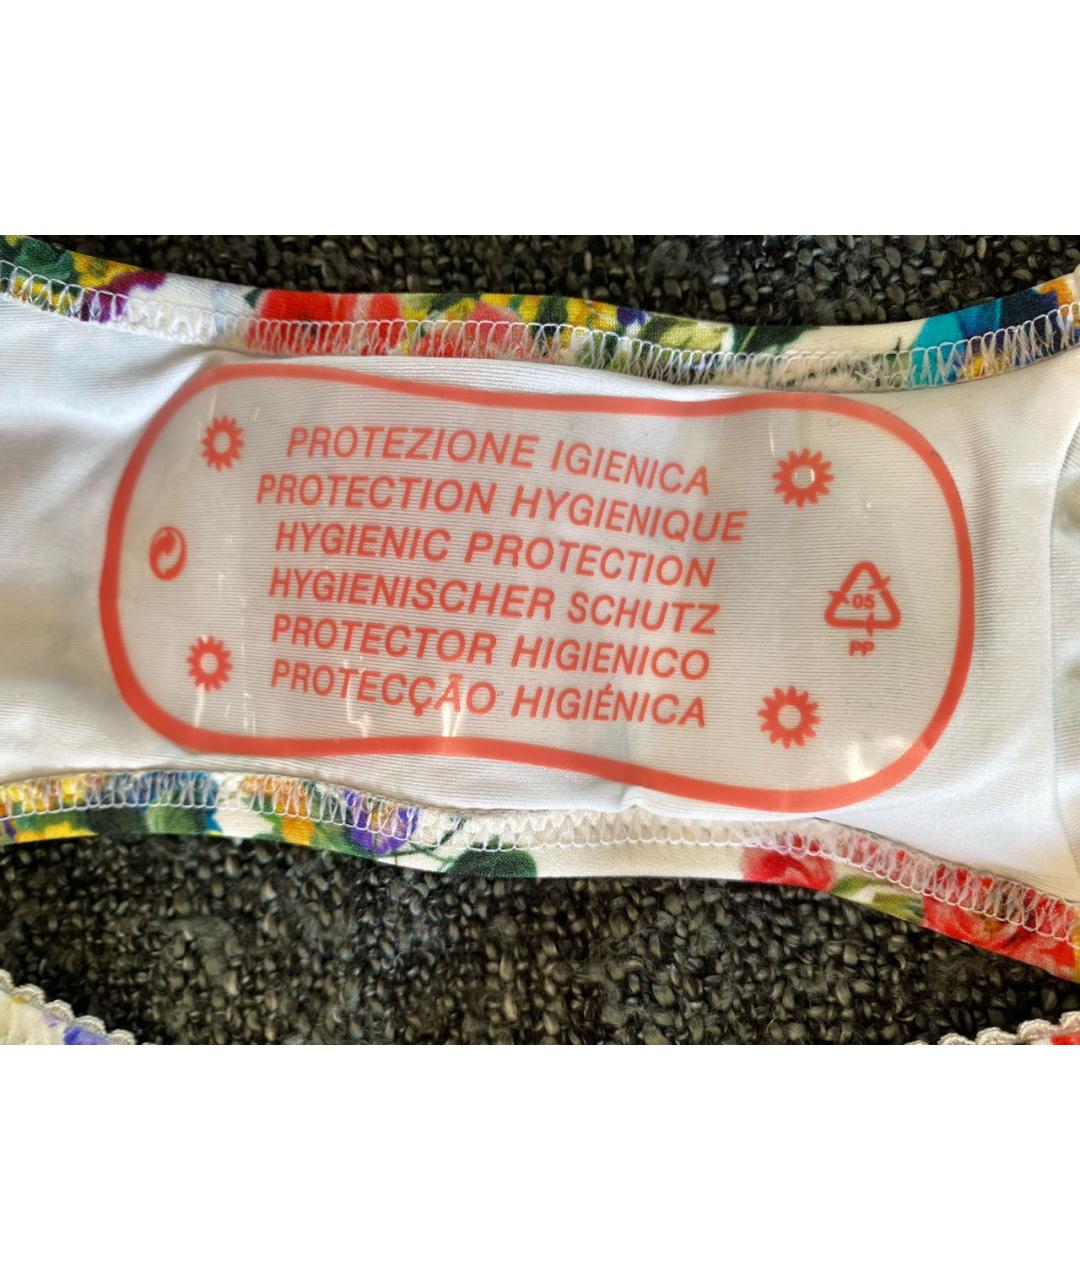 PROTEZIONE IGIENICA
PROTECTION HYGIENIQUE
HYGIENIC PROTECTION
HYGIENISCHER SCHUTZ
PROTECTOR HIGIENICO
PROTECÇÃO HIGIÉNICA
05
PP